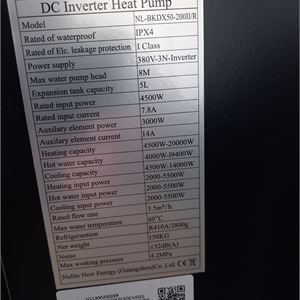 DC Inverter Heat Pump
Model NL-BKDX50-200II/R
Rated of waterproof IPX4
Rated of Elc. leakage protection I Class
Power supply 380V-3N-Inverter
Max water pump head 8M
Expansion tank capacity 5L
Rated input power 4500W
Rated input current 7.8A
Auxilary element power 3000W
Auxilary element current 14A
Heating capacity 4500W-20000W
Hot water capacity 4000W-19400W
Cooling capacity 4500W-14000W
Heating input power 2000-5500W
Hot water input power 2000-5500W
Cooling input power 2000-5500W
Rated flow rate 3.5m³/h
Max water temperature 60°C
Refrigerantion R410A/2800g
Net weight 150KG
Noise ≤52dB(A)
Max working pressure 4.2MPa
Nulite New Energy (Guangzhou)Co.,Ltd